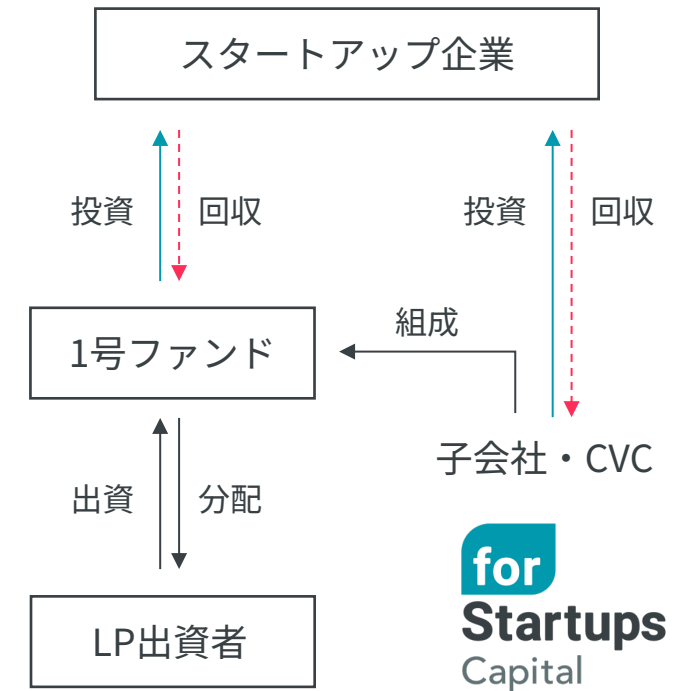 スタートアップ企業
投資
回収
投資
回収
組成
1号ファンド
子会社・CVC
出資
分配
for
Startups
Capital
LP出資者